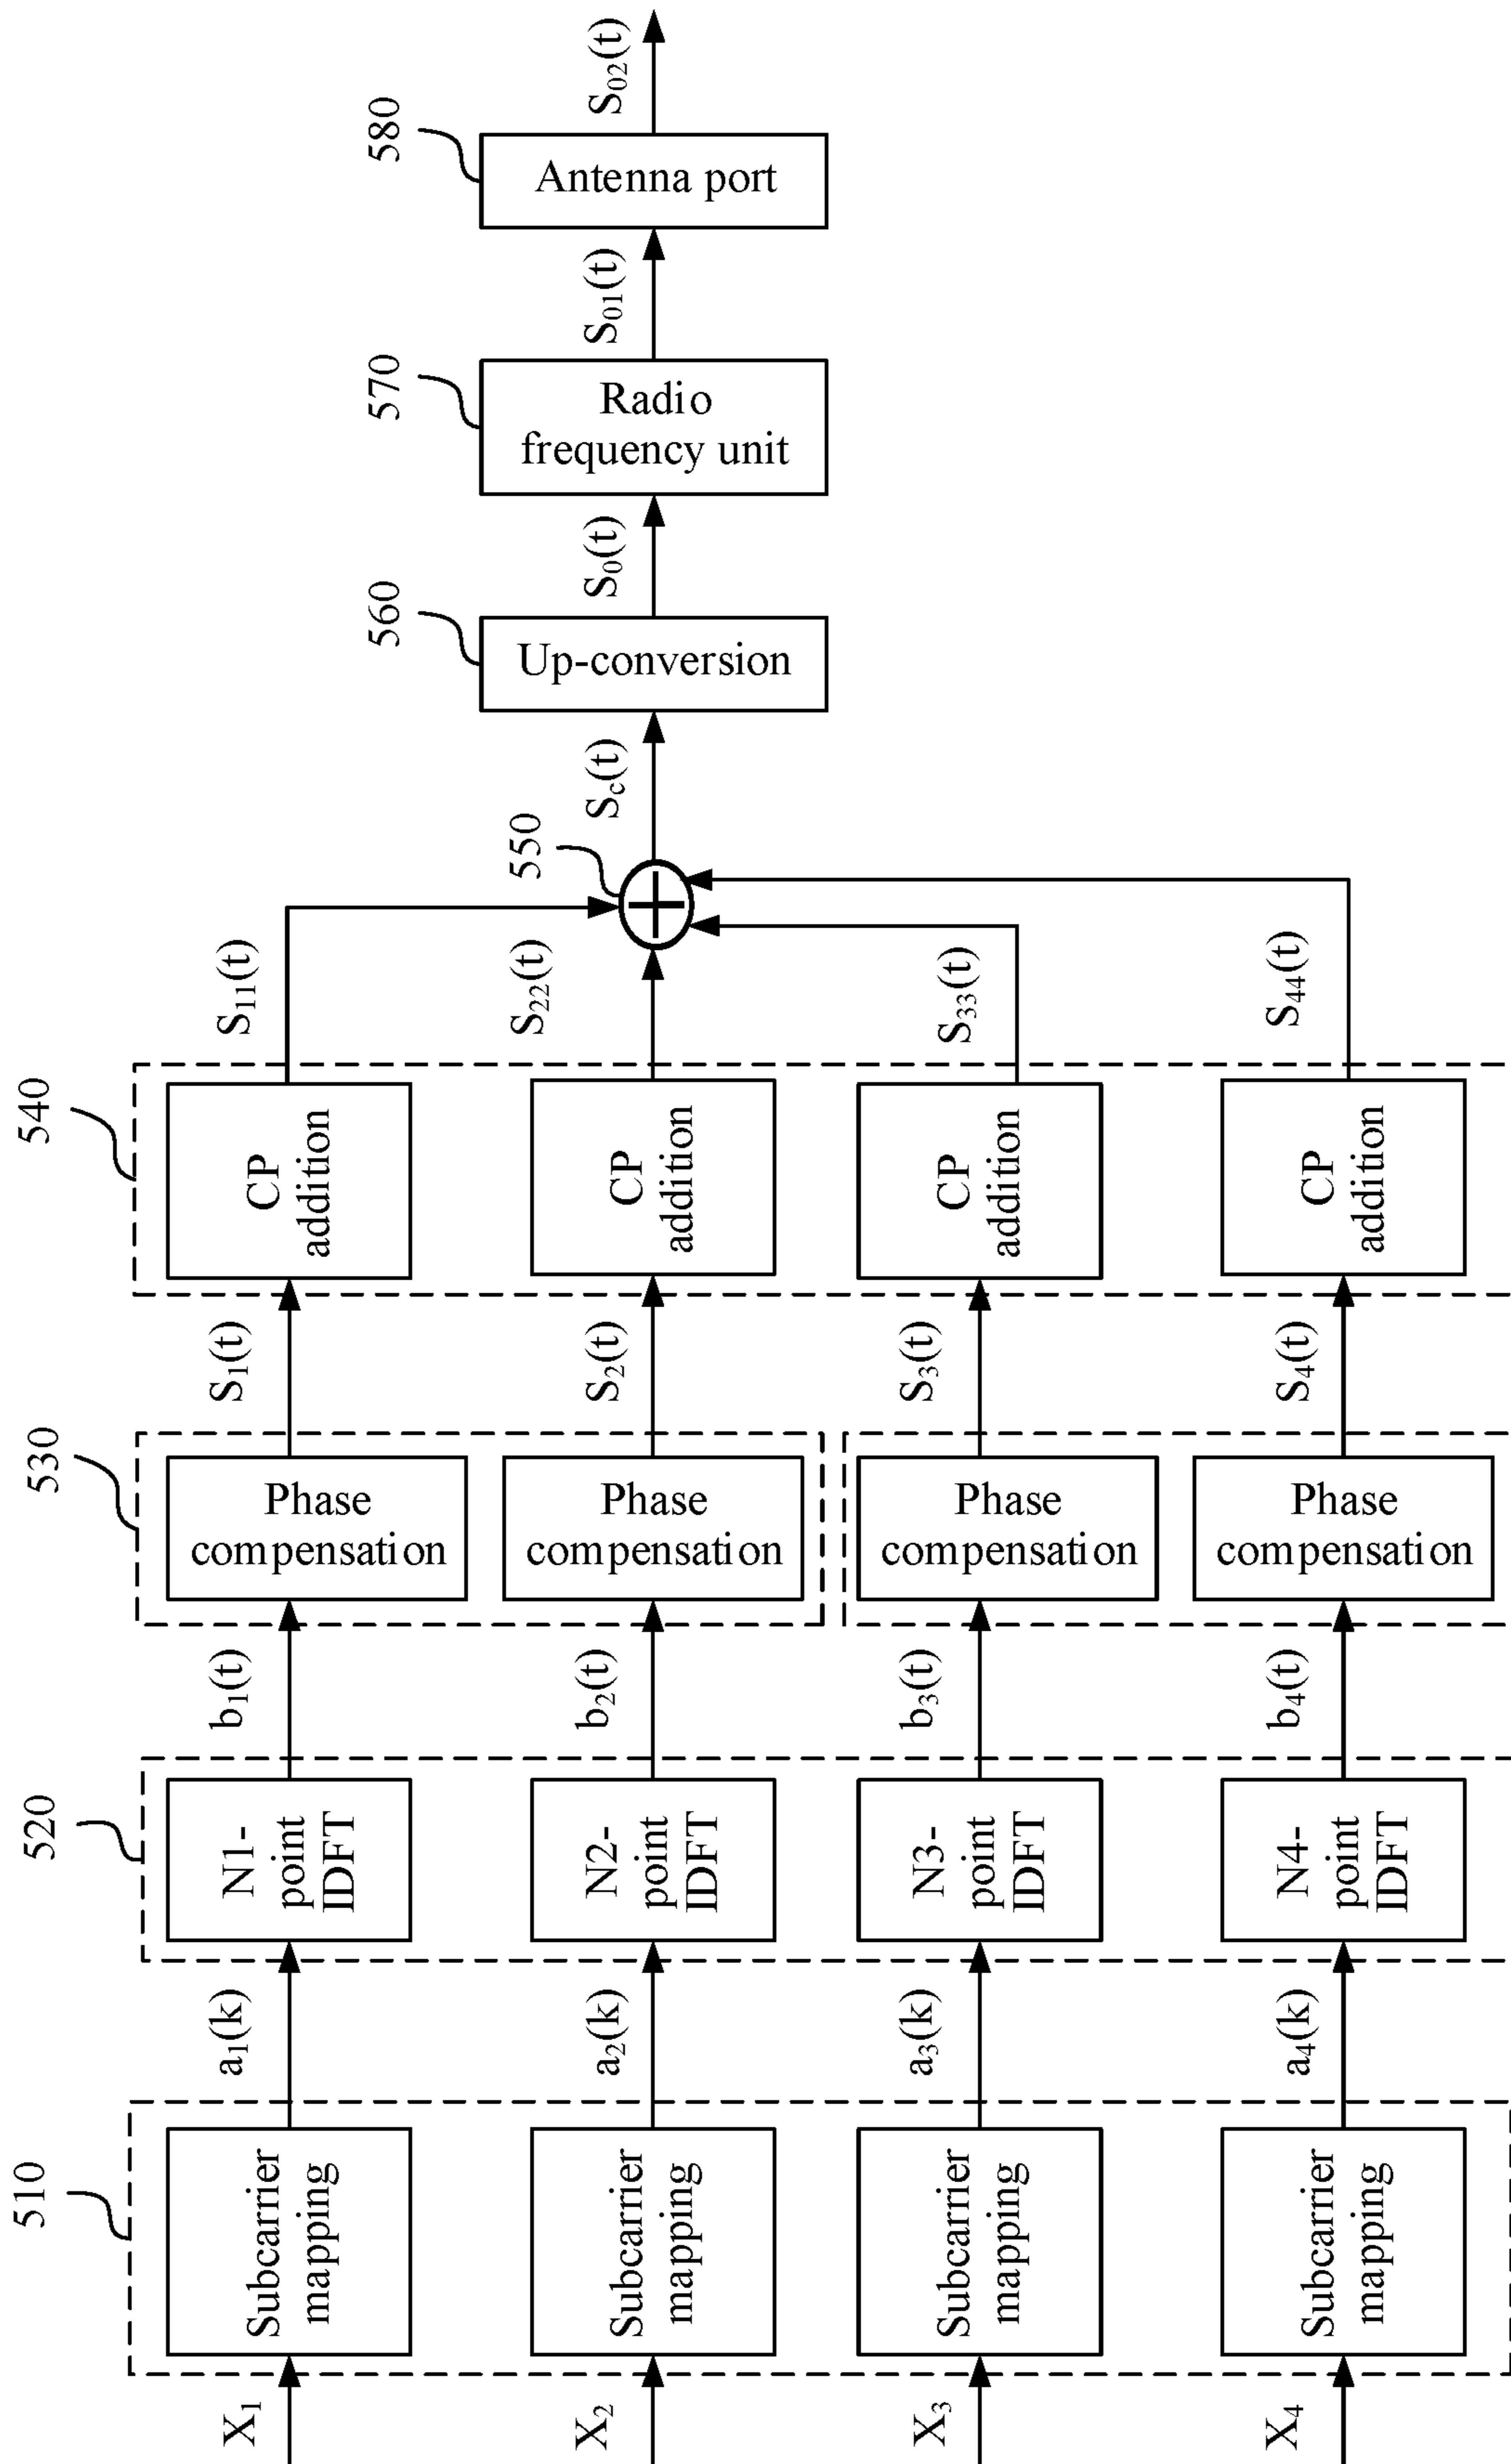 510
520
530
540
550
560
570
580
X1
Subcarrier
mapping
a1(k)
N1-
point
IDFT
b1(t)
Phase
compensation
S1(t)
CP
addition
S11(t)
X2
Subcarrier
mapping
a2(k)
N2-
point
IDFT
b2(t)
Phase
compensation
S2(t)
CP
addition
S22(t)
X3
Subcarrier
mapping
a3(k)
N3-
point
IDFT
b3(t)
Phase
compensation
S3(t)
CP
addition
S33(t)
X4
Subcarrier
mapping
a4(k)
N4-
point
IDFT
b4(t)
Phase
compensation
S4(t)
CP
addition
S44(t)
+
Sc(t)
Up-conversion
S0(t)
Radio
frequency unit
S01(t)
Antenna port
S02(t)